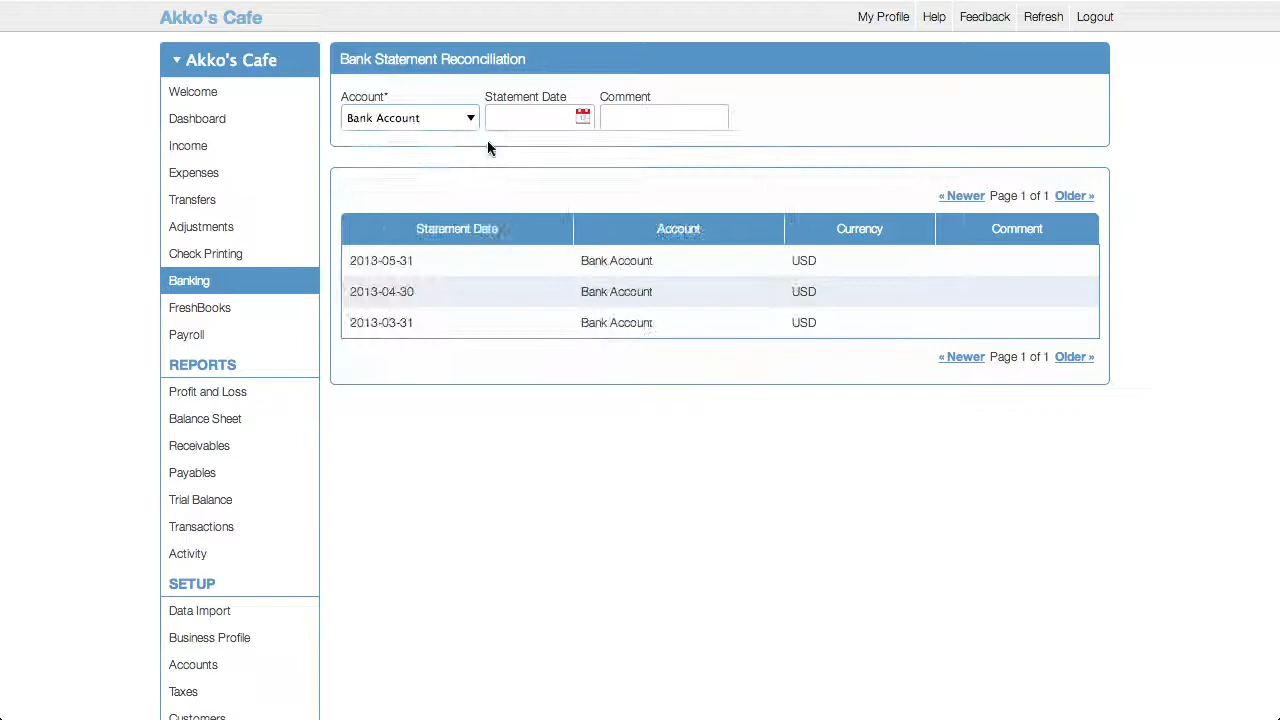 Akko's Cafe
My Profile Help Feedback Refresh Logout
Akko's Cafe
Welcome
Dashboard
Income
Expenses
Transfers
Adjustments
Check Printing
Banking
FreshBooks
Payroll
REPORTS
Profit and Loss
Balance Sheet
Receivables
Payables
Trial Balance
Transactions
Activity
SETUP
Data Import
Business Profile
Accounts
Taxes
Customers
Bank Statement Reconcillation
Account* Statement Date Comment
Bank Account
« Newer Page 1 of 1 Older »
Statement Date Account Currency Comment
2013-05-31 Bank Account USD
2013-04-30 Bank Account USD
2013-03-31 Bank Account USD
« Newer Page 1 of 1 Older »